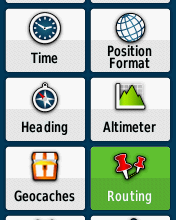 Time
Position
Format
Heading
Altimeter
Geocaches
Routing